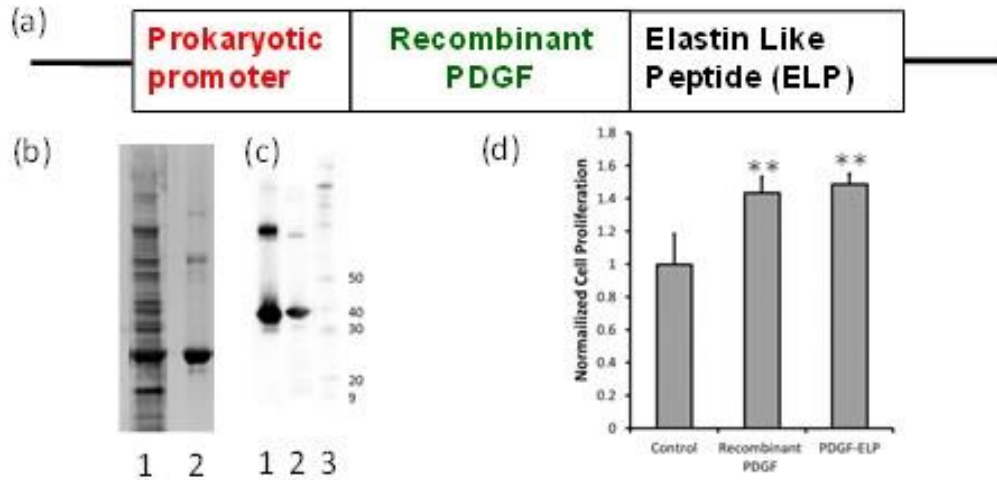 (a)
Prokaryotic
promoter
Recombinant
PDGF
Elastin Like
Peptide (ELP)
(b)
1 2
(c)
50
40
30
20
9
1 2 3
(d)
Normailized Cell Proliferation
1.8
1.6
1.4
1.2
1
0.8
0.6
0.4
0.2
0
**
**
Control
Recombinant
PDGF
PDGF-ELP